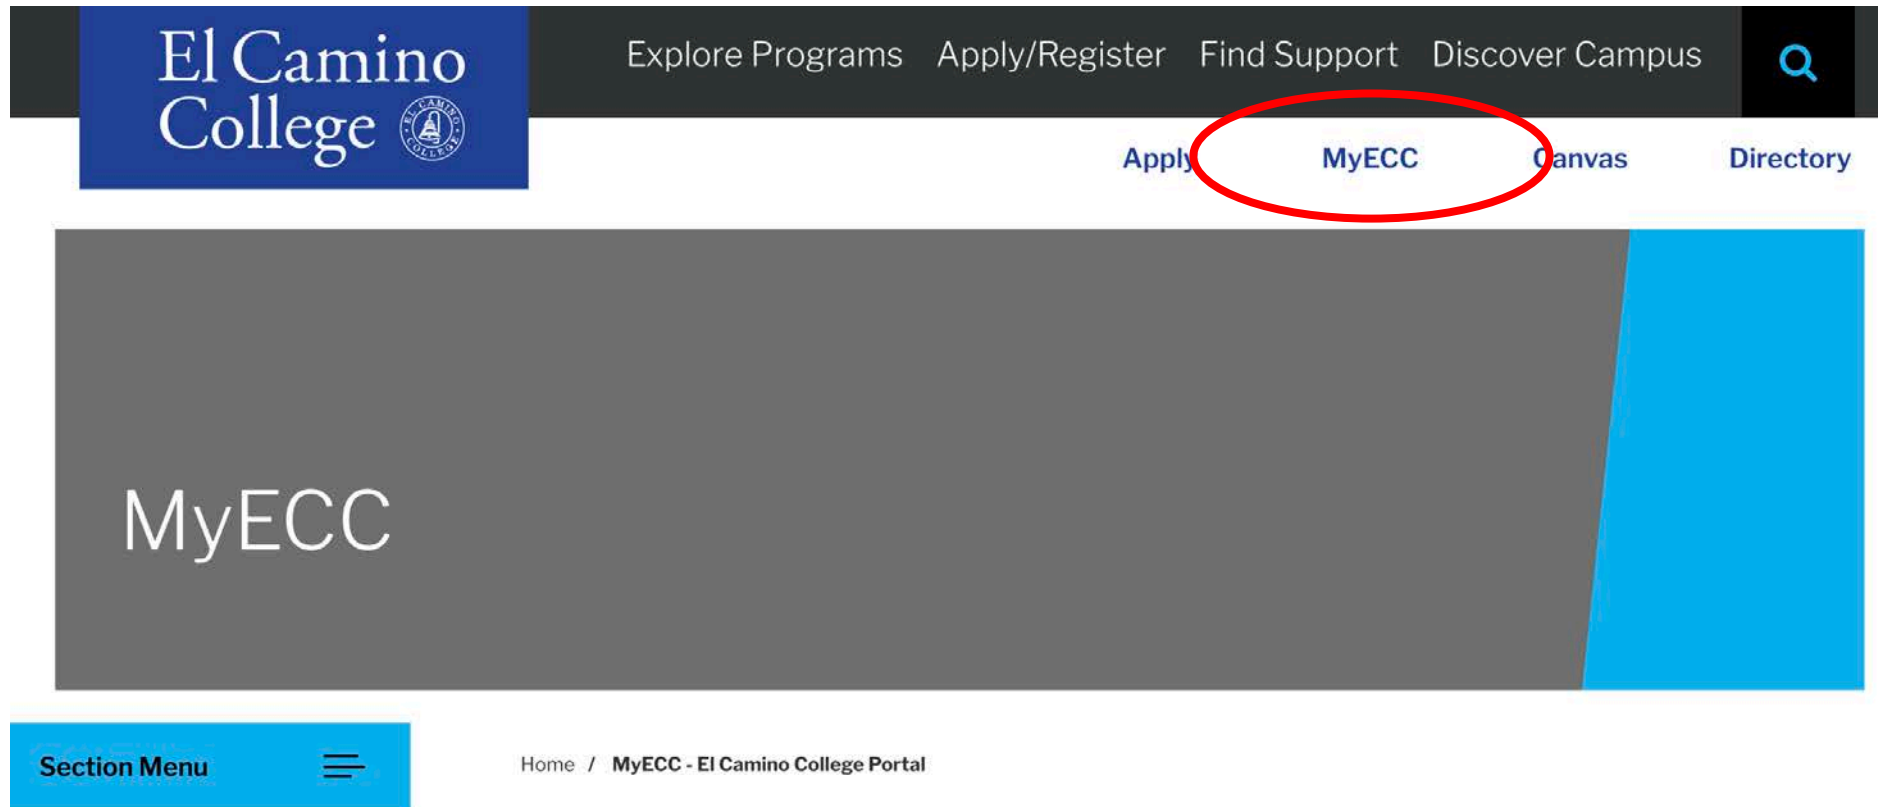 El Camino
College
Explore Programs Apply/Register Find Support Discover Campus
Apply MyECC Canvas Directory
MyECC
Section Menu
Home / MyECC - El Camino College Portal